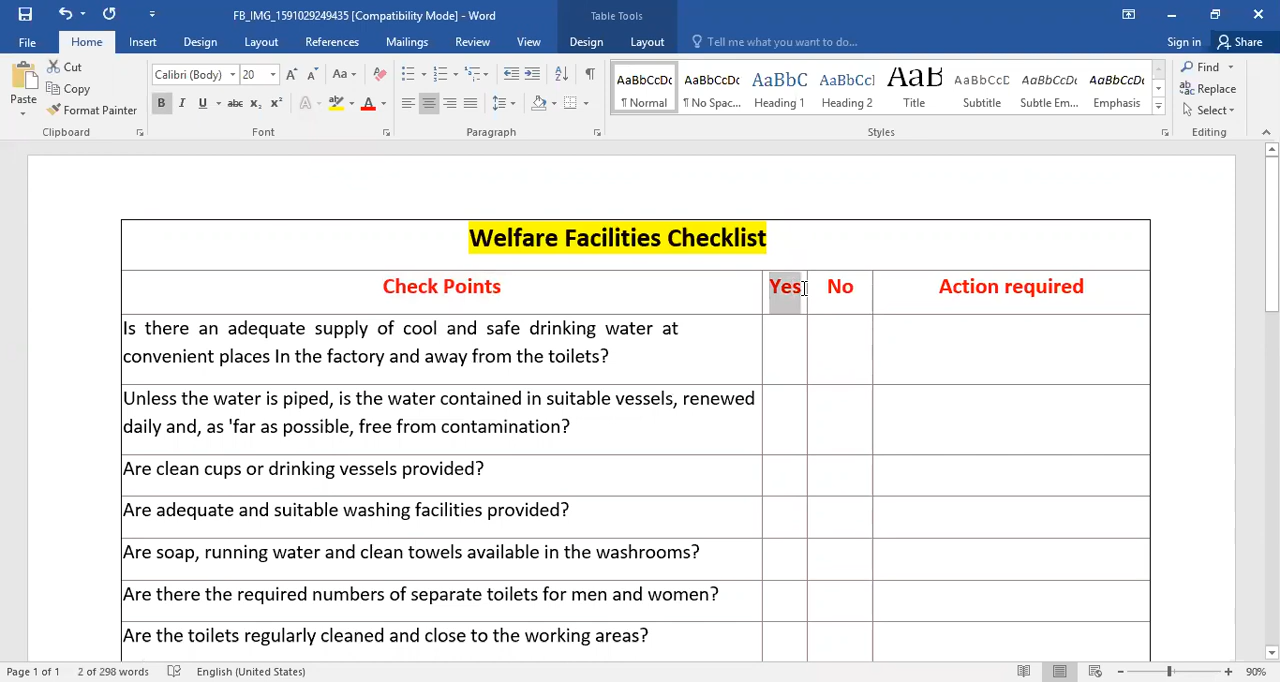 FB_IMG_1591029249435 [Compatibility Mode] - Word
Table Tools
File Home Insert Design Layout References Mailings Review View Design Layout Tell me what you want to do... Sign in Share
Paste
Cut
Copy
Format Painter
Clipboard
Calibri (Body) 20
Font
Paragraph
AaBbCcDc AaBbCcDc AaBbC AaBbCcI AaB AaBbCcDc AaBbCcDc AaBbCcDc
¶ Normal ¶ No Spac... Heading 1 Heading 2 Title Subtitle Subtle Em... Emphasis
Styles
Find
Replace
Select
Editing
Welfare Facilities Checklist
Check Points Yes No Action required
Is there an adequate supply of cool and safe drinking water at
convenient places In the factory and away from the toilets?
Unless the water is piped, is the water contained in suitable vessels, renewed
daily and, as 'far as possible, free from contamination?
Are clean cups or drinking vessels provided?
Are adequate and suitable washing facilities provided?
Are soap, running water and clean towels available in the washrooms?
Are there the required numbers of separate toilets for men and women?
Are the toilets regularly cleaned and close to the working areas?
Page 1 of 1 2 of 298 words English (United States) 90%